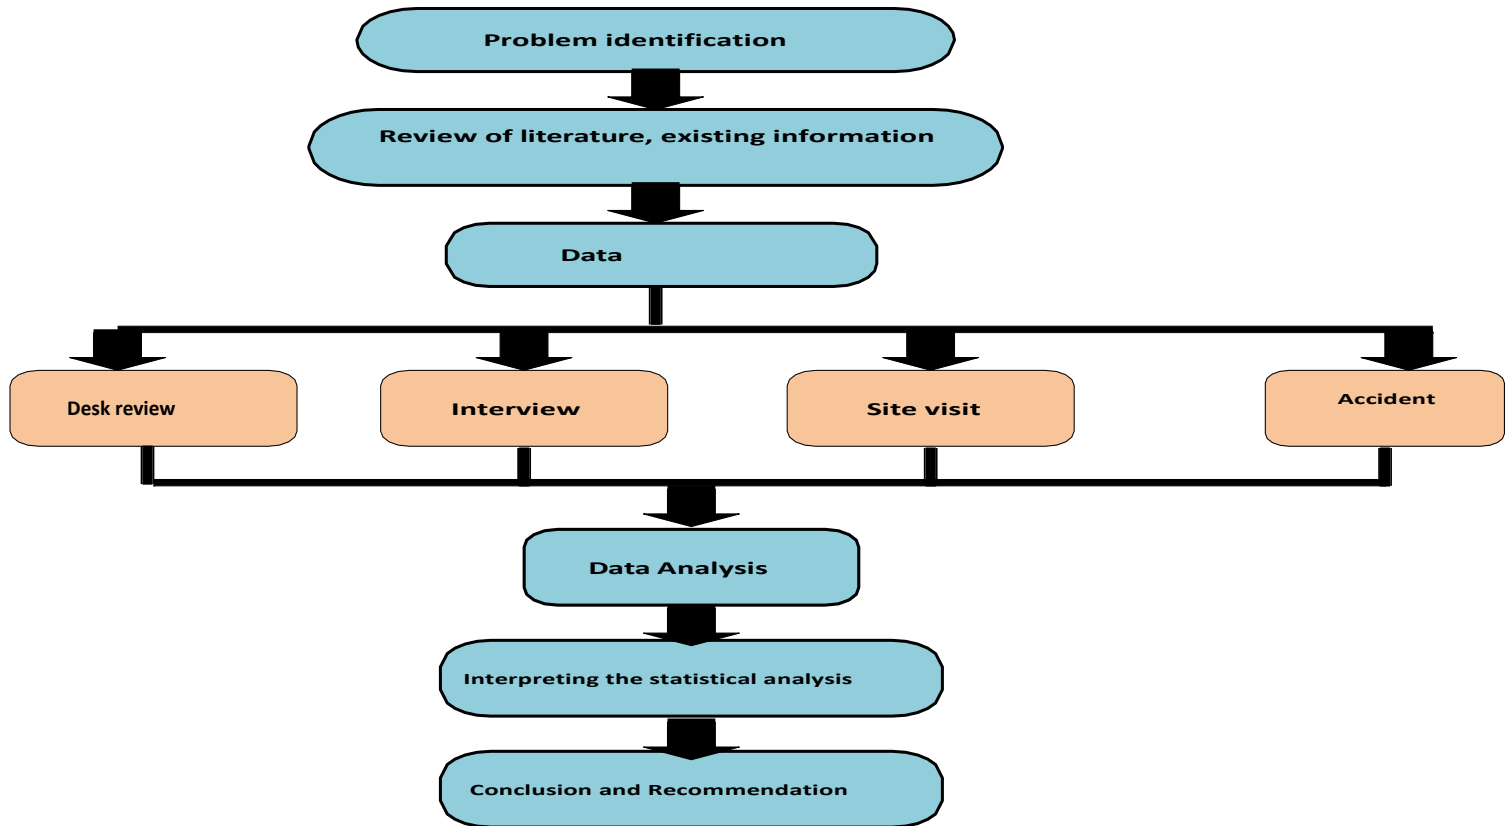 Problem identification
Review of literature, existing information
Data
Desk review
Interview
Site visit
Accident
Data Analysis
Interpreting the statistical analysis
Conclusion and Recommendation